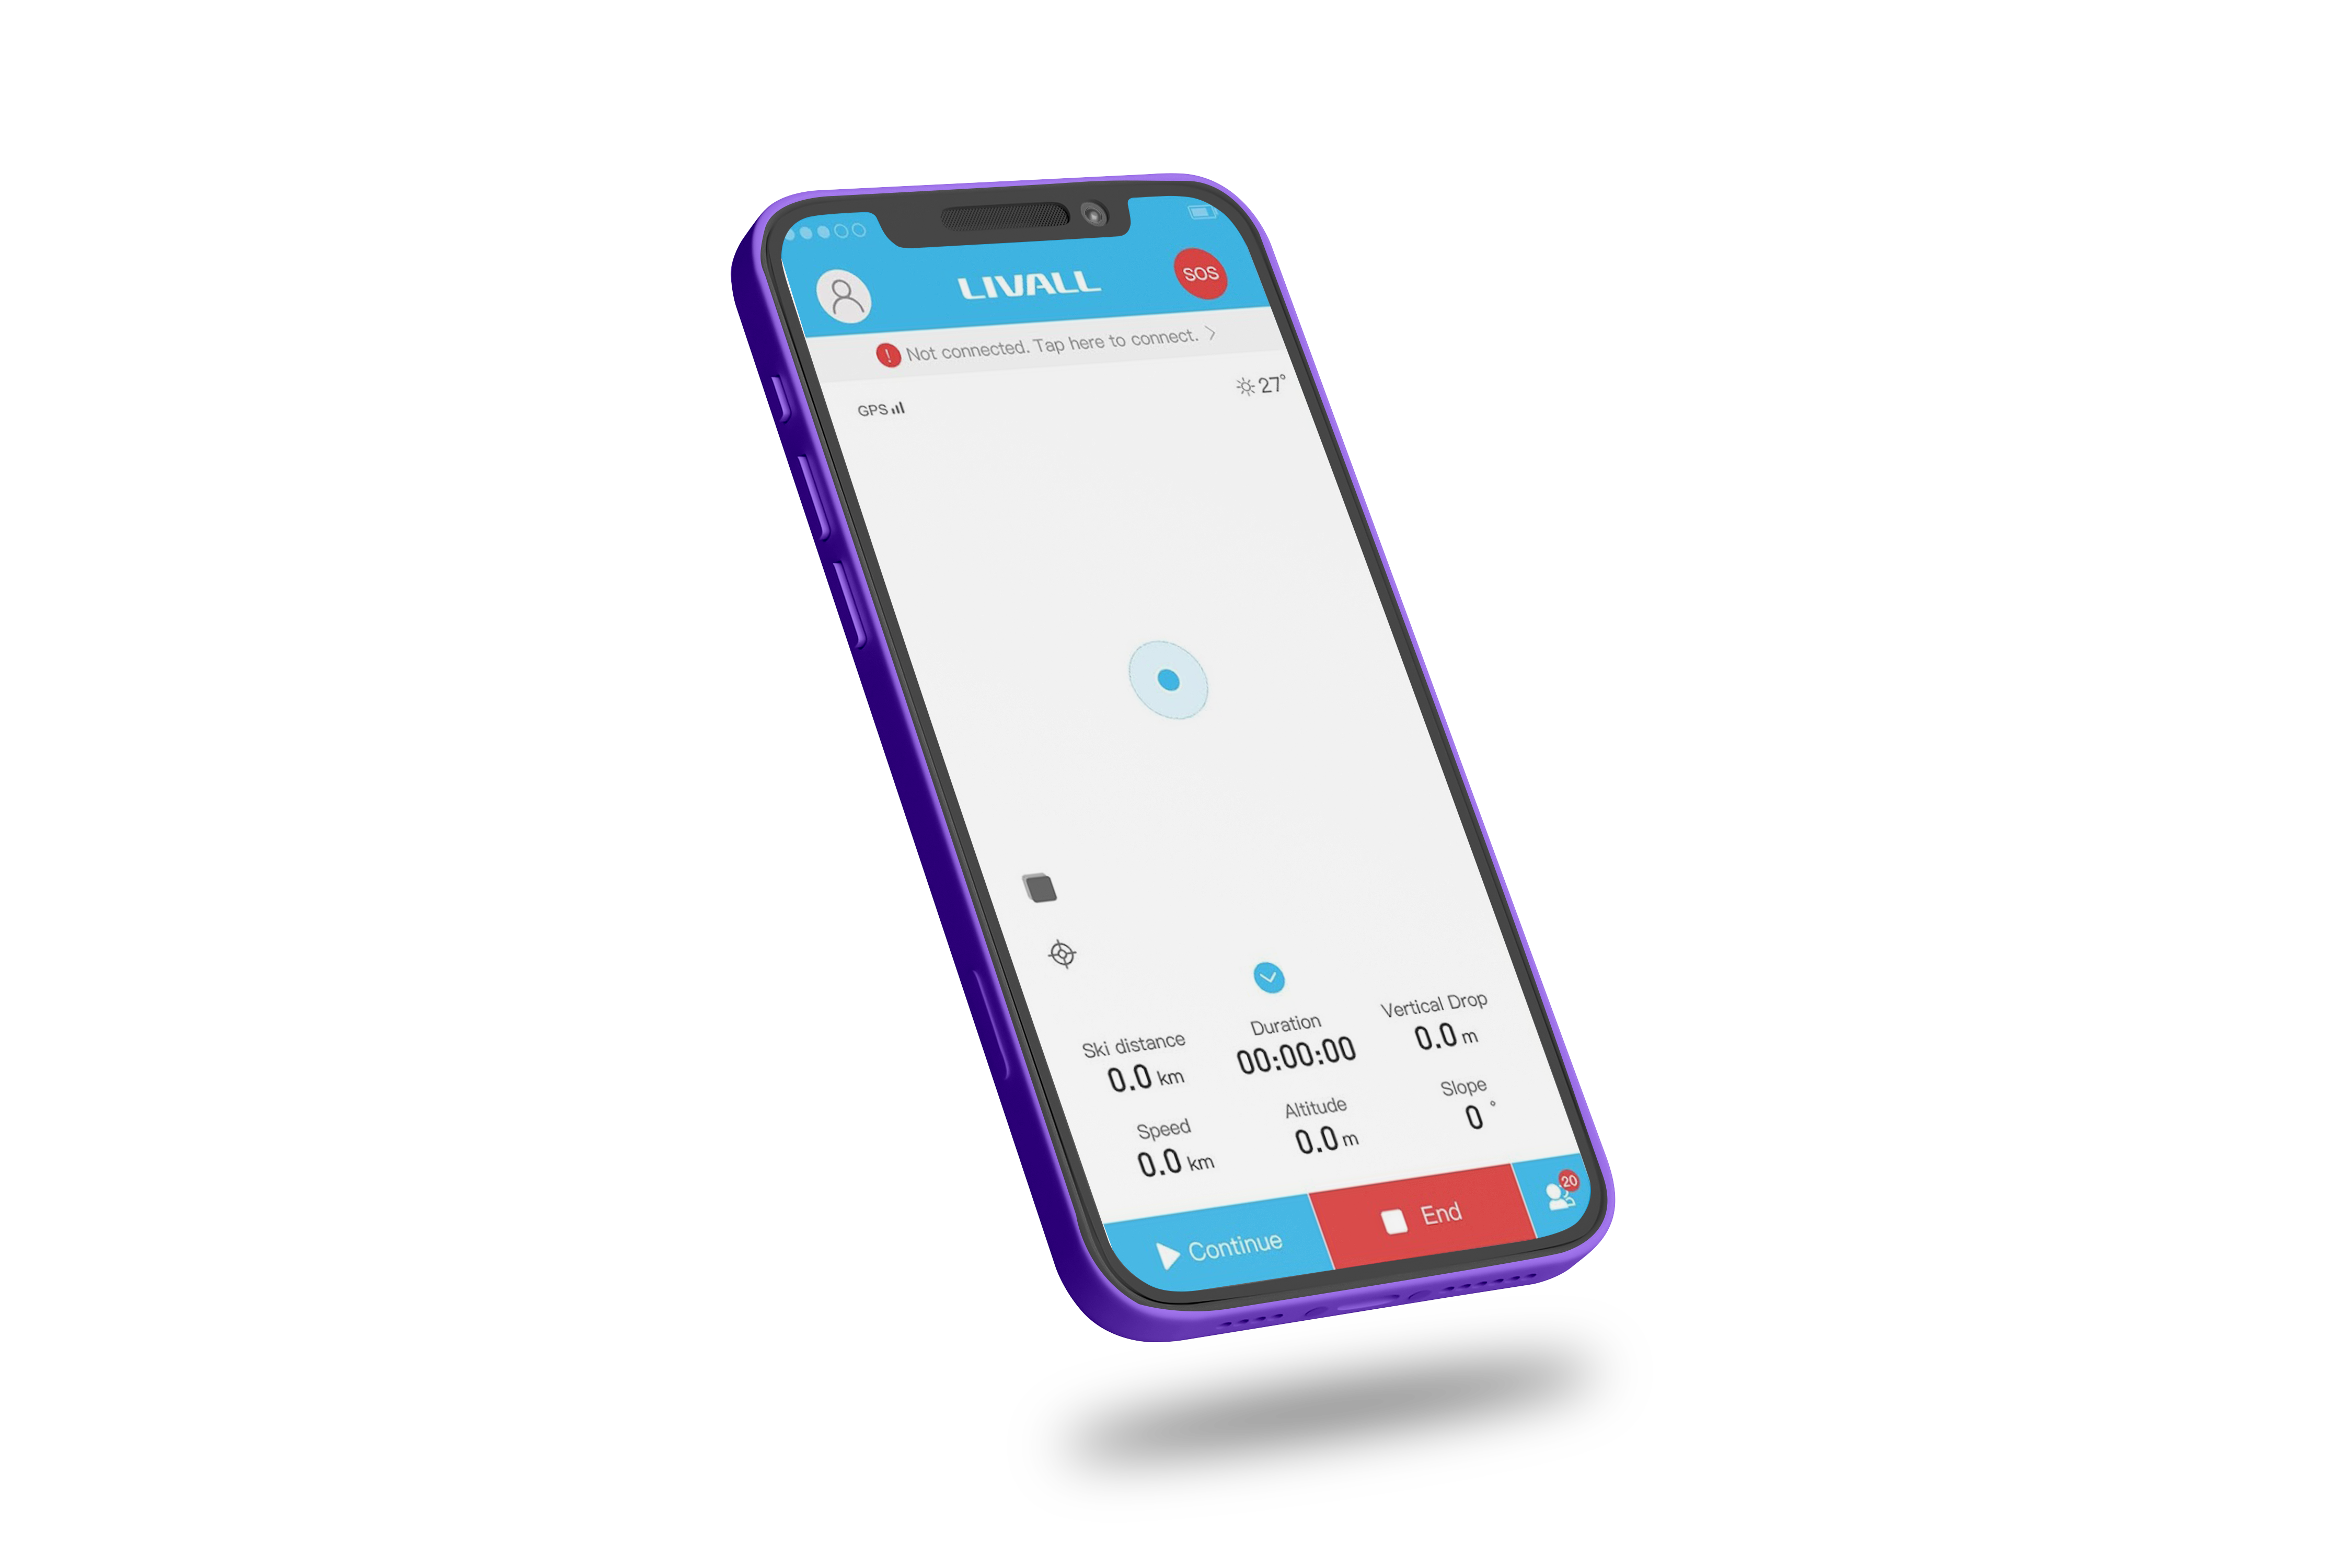 LIVALL
SOS
! Not connected. Tap here to connect. >
GPS
27°
Ski distance
0.0 km
Duration
00:00:00
Vertical Drop
0.0 m
Speed
0.0 km
Altitude
0.0 m
Slope
0 °
Continue
End
20